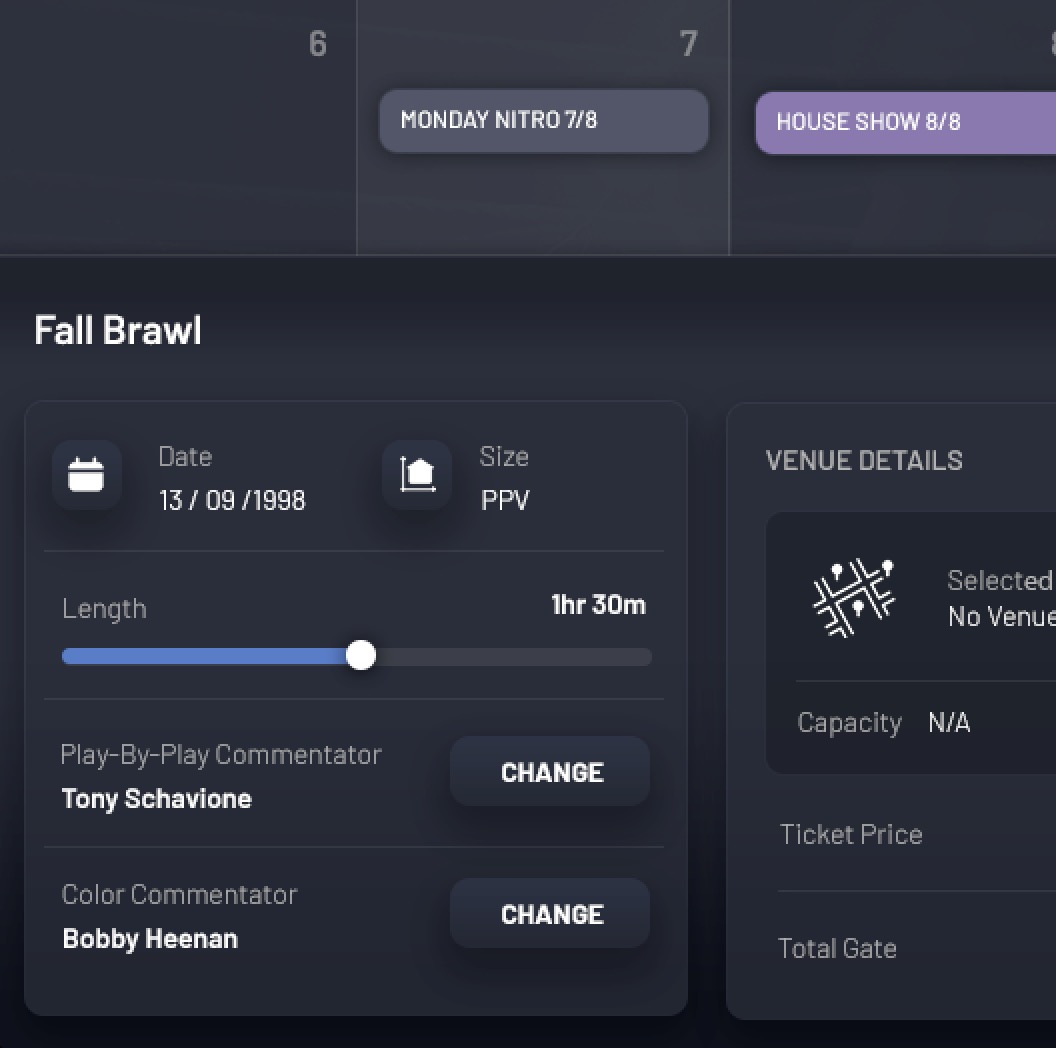 6
7
8
MONDAY NITRO 7/8
HOUSE SHOW 8/8
Fall Brawl
Date
13 / 09 /1998
Size
PPV
Length
1hr 30m
Play-By-Play Commentator
Tony Schavione
CHANGE
Color Commentator
Bobby Heenan
CHANGE
VENUE DETAILS
Selected
No Venue
Capacity N/A
Ticket Price
Total Gate